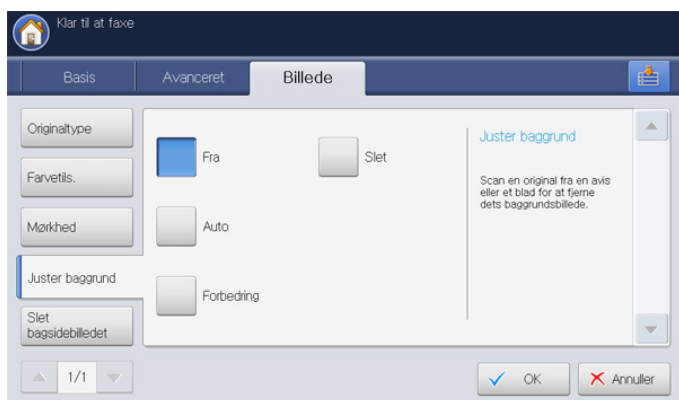 Klar til at faxe
Basis
Avanceret
Billede
Originaltype
Farvetils.
Mørkhed
Juster baggrund
Slet
bagsidebilledet
1/1
Fra
Slet
Auto
Forbedring
Juster baggrund
Scan en original fra en avis
eller et blad for at fjerne
dets baggrundsbillede.
OK
Annuller